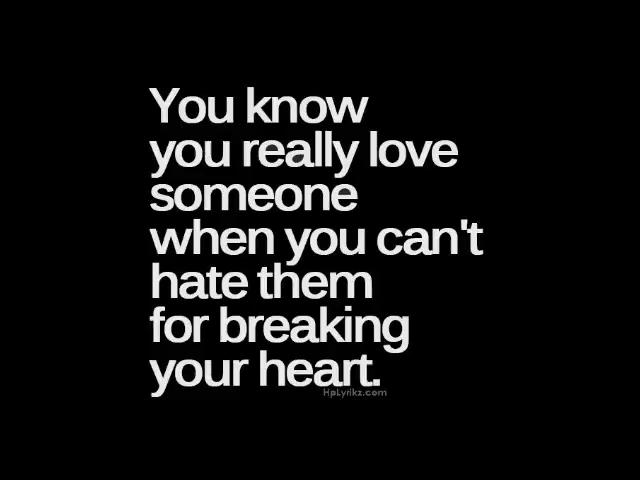 You know
you really love
someone
when you can't
hate them
for breaking
your heart.
HpLyrikz.com